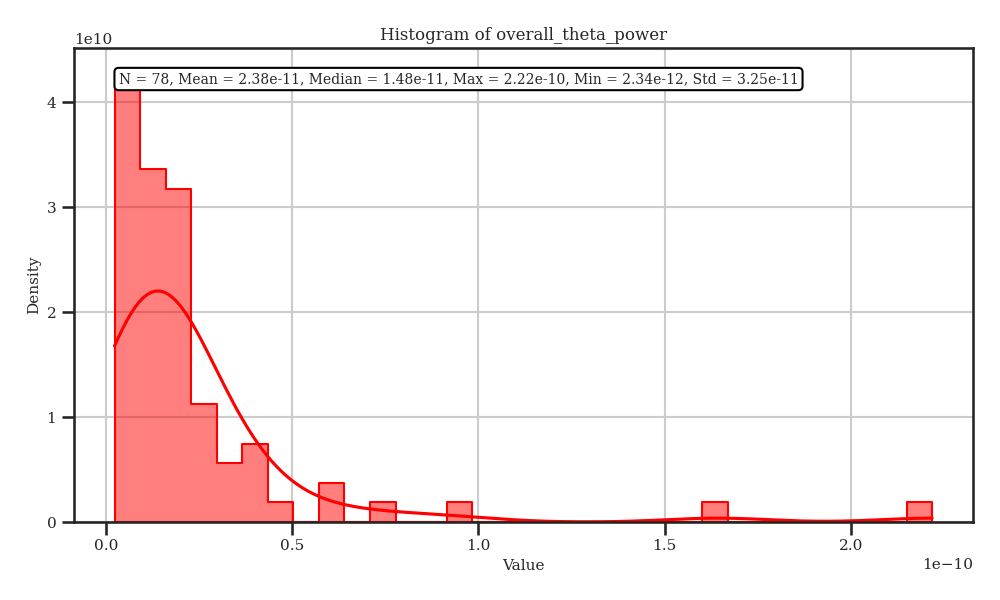 Histogram of overall_theta_power
1e10
N = 78, Mean = 2.38e-11, Median = 1.48e-11, Max = 2.22e-10, Min = 2.34e-12, Std = 3.25e-11
4
3
2
1
0
Density
0.0 0.5 1.0 1.5 2.0
Value
1e−10